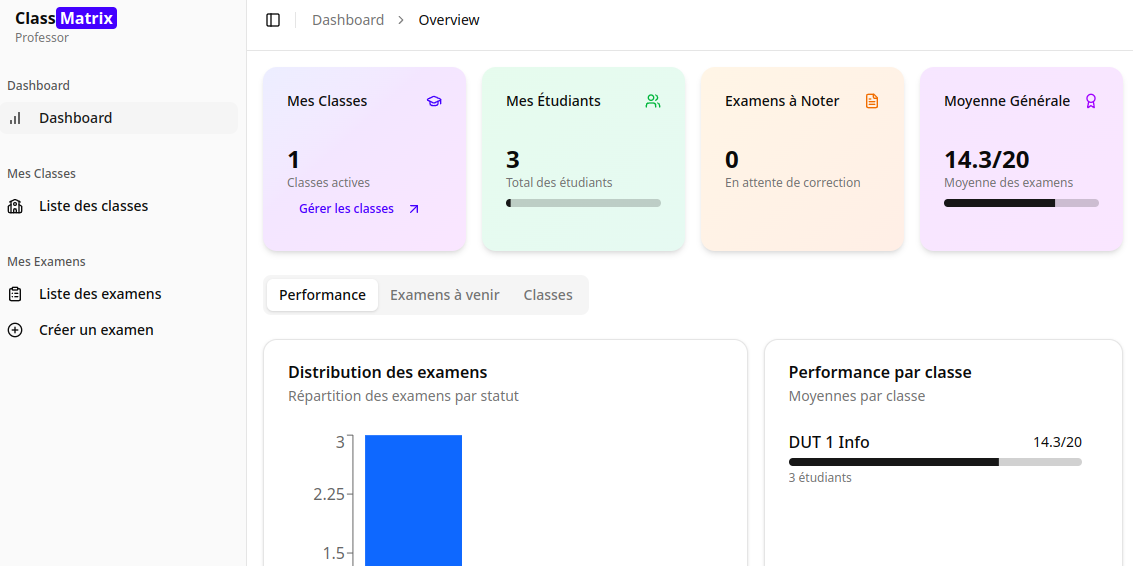 ClassMatrix
Professor
Dashboard
Dashboard
Mes Classes
Liste des classes
Mes Examens
Liste des examens
Créer un examen
Dashboard > Overview
Mes Classes
1
Classes actives
Gérer les classes
Mes Étudiants
3
Total des étudiants
Examens à Noter
0
En attente de correction
Moyenne Générale
14.3/20
Moyenne des examens
Performance Examens à venir Classes
Distribution des examens
Répartition des examens par statut
3
2.25
1.5
Performance par classe
Moyennes par classe
DUT 1 Info 14.3/20
3 étudiants